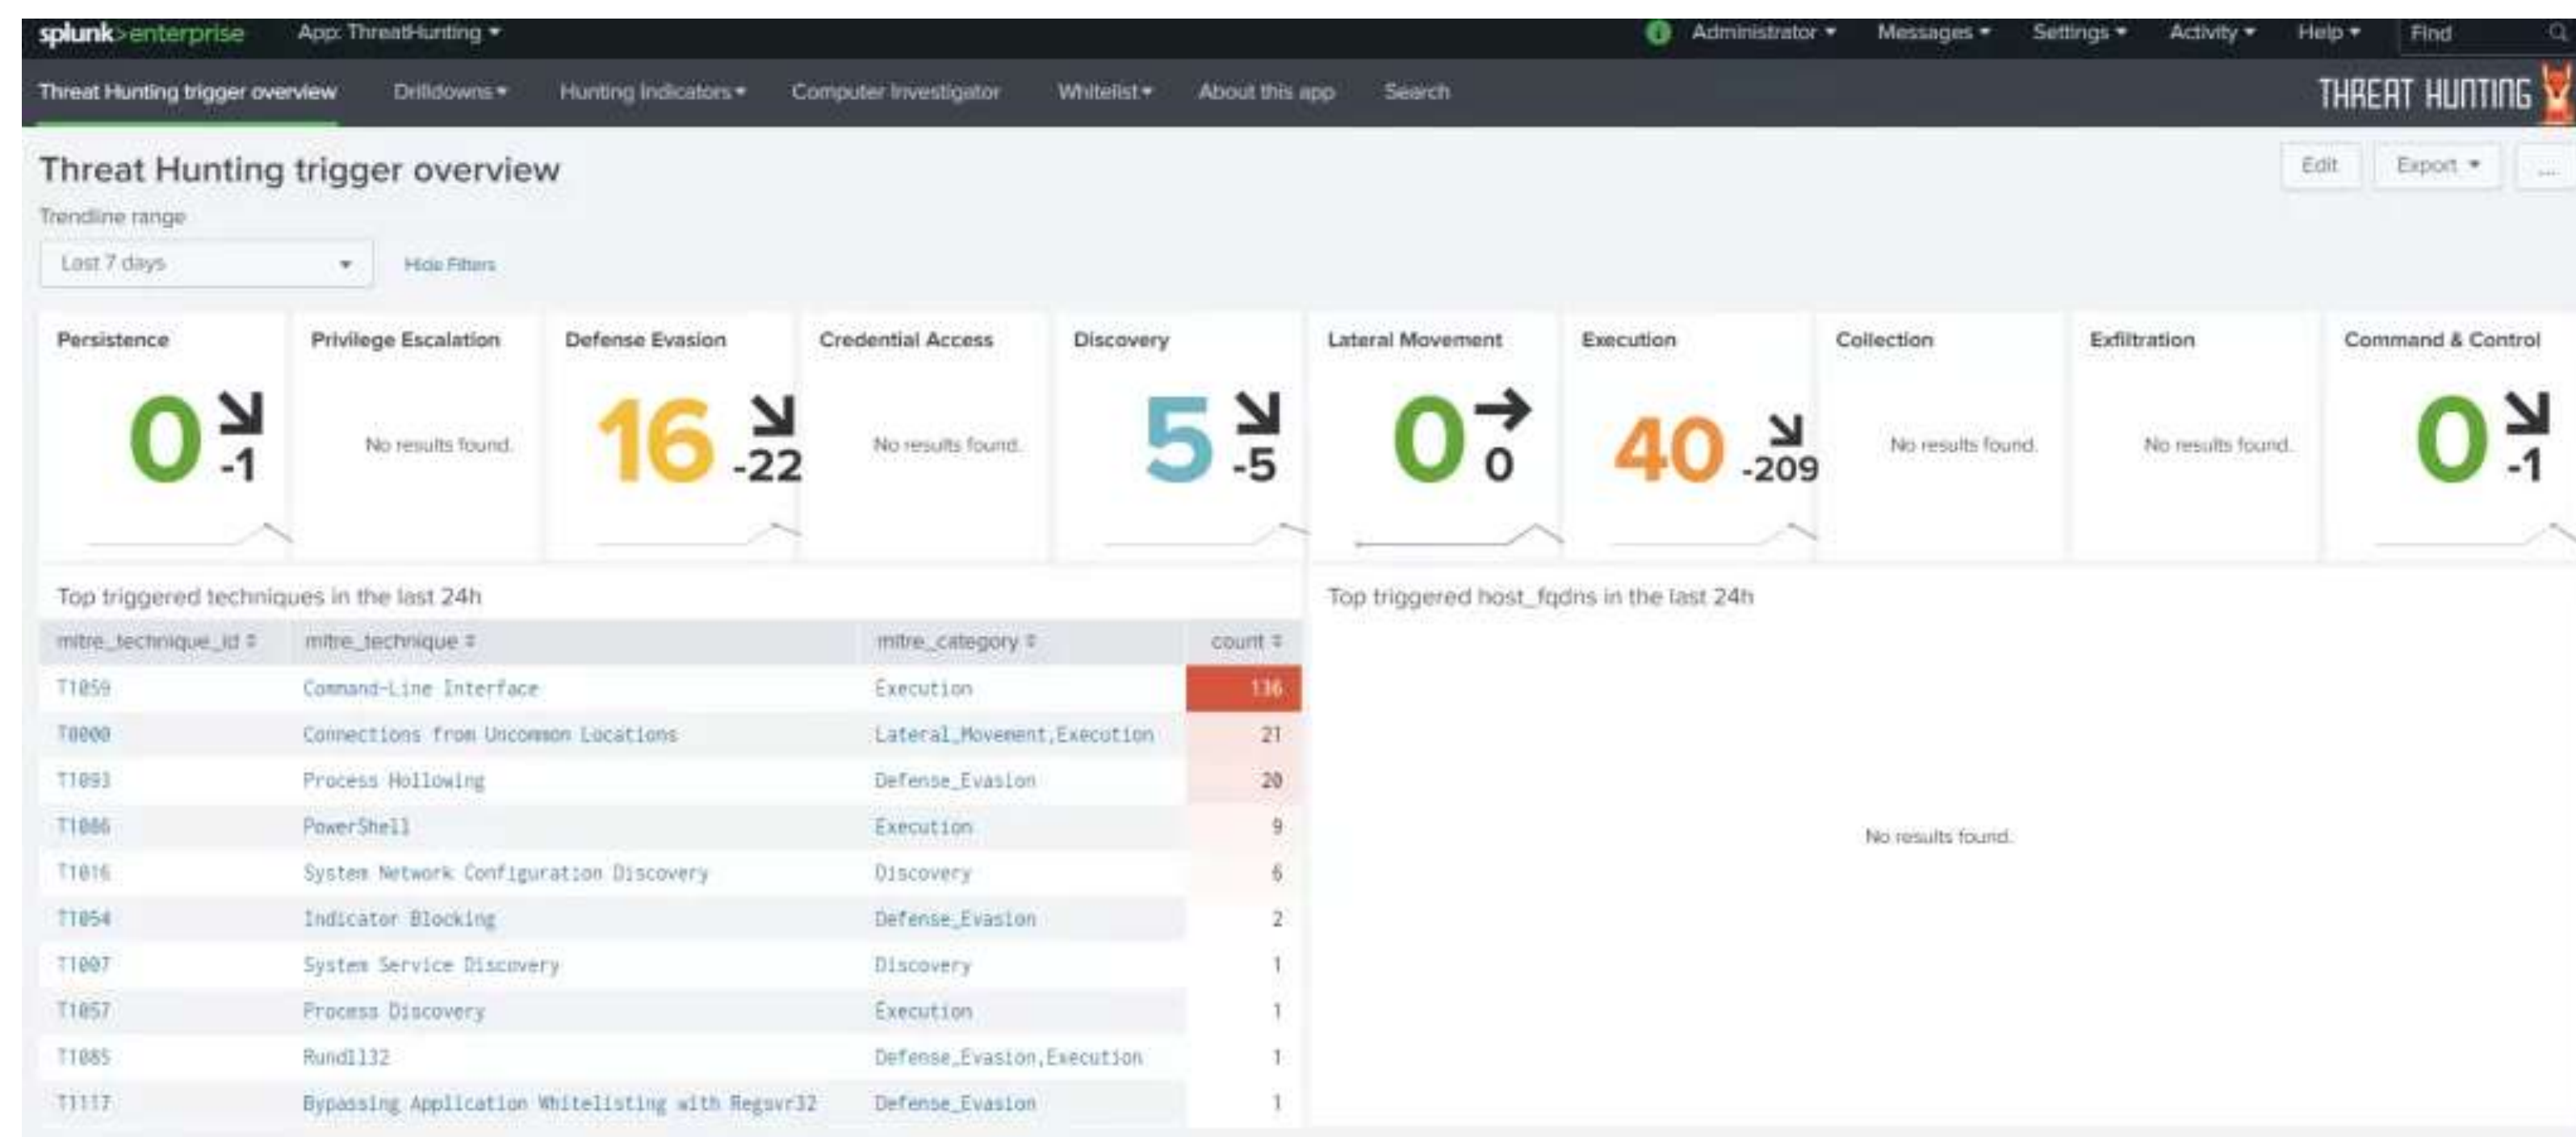 splunk>enterprise App: ThreatHunting Administrator Messages Settings Activity Help Find
Threat Hunting trigger overview Drilldowns Hunting Indicators Computer Investigator Whitelist About this app Search THREAT HUNTING
Threat Hunting trigger overview Edit Export ...
Trendline range
Last 7 days Hide Filters
Persistence Privilege Escalation Defense Evasion Credential Access Discovery Lateral Movement Execution Collection Exfiltration Command & Control
0 -1 No results found. 16 -22 No results found. 5 -5 0 0 40 -209 No results found. No results found. 0 -1
Top triggered techniques in the last 24h Top triggered host_fqdns in the last 24h
mitre_technique_id mitre_technique mitre_category count
T1059 Command-Line Interface Execution 136
T0000 Connections from Uncommon Locations Lateral_Movement,Execution 21
T1093 Process Hollowing Defense_Evasion 20
T1086 PowerShell Execution 9
No results found.
T1016 System Network Configuration Discovery Discovery 6
T1054 Indicator Blocking Defense_Evasion 2
T1007 System Service Discovery Discovery 1
T1057 Process Discovery Execution 1
T1085 Rundll32 Defense_Evasion,Execution 1
T1117 Bypassing Application Whitelisting with Regsvr32 Defense_Evasion 1